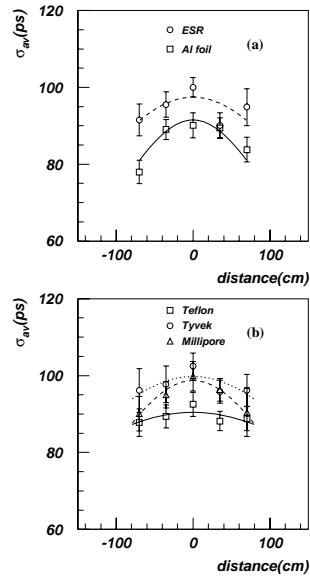 σav(ps)
120
100
80
60
ESR
Al foil
(a)
-100 0 100
distance(cm)
σav(ps)
120
100
80
60
Teflon
Tyvek
Millipore
(b)
-100 0 100
distance(cm)